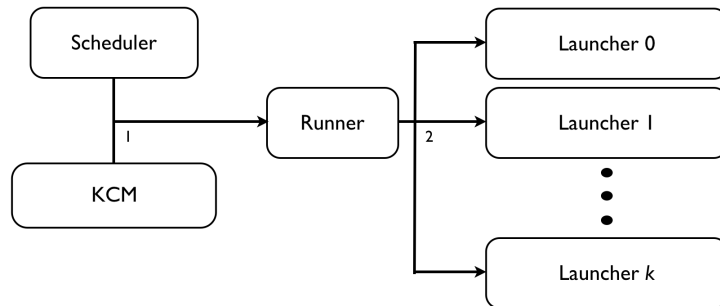 Scheduler
Launcher 0
1
Runner
2
Launcher 1
KCM
Launcher k